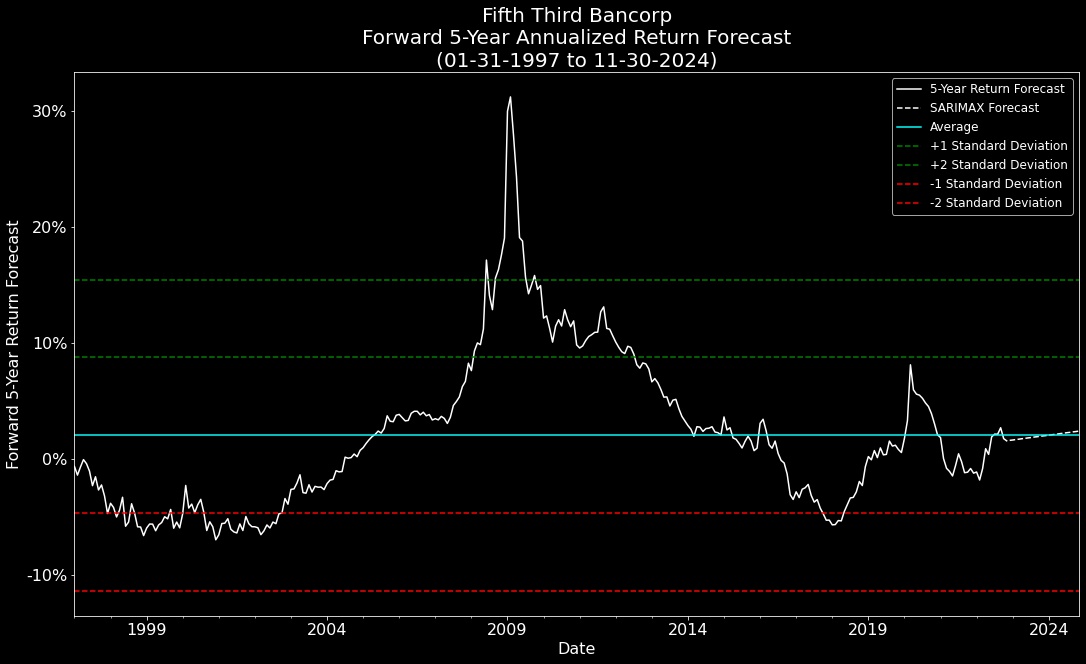 Fifth Third Bancorp
Forward 5-Year Annualized Return Forecast
(01-31-1997 to 11-30-2024)
5-Year Return Forecast
SARIMAX Forecast
Average
+1 Standard Deviation
+2 Standard Deviation
-1 Standard Deviation
-2 Standard Deviation
Forward 5-Year Return Forecast
30%
20%
10%
0%
-10%
1999
2004
2009
2014
2019
2024
Date